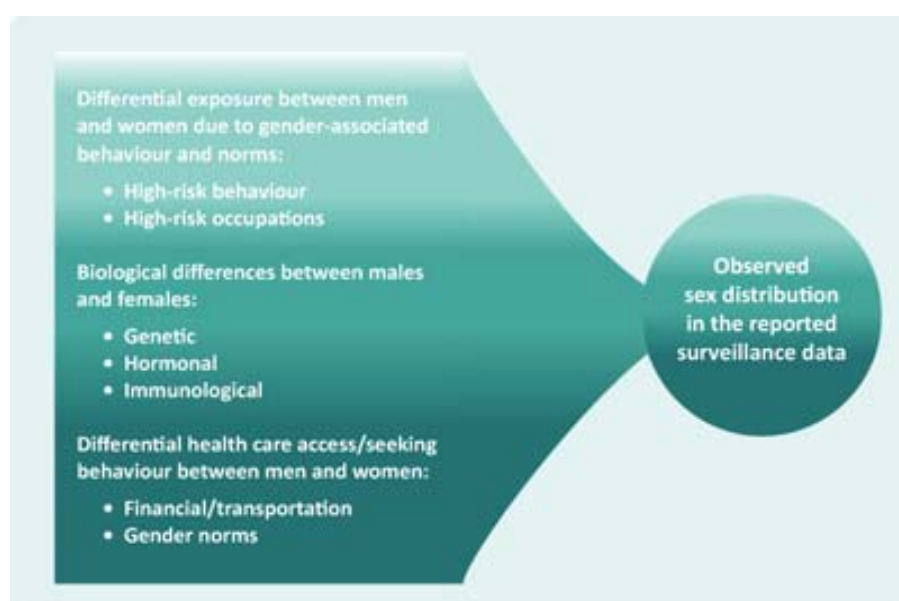 Differential exposure between men
and women due to gender-associated
behaviour and norms:
• High-risk behaviour
• High-risk occupations
Biological differences between males
and females:
• Genetic
• Hormonal
• Immunological
Differential health care access/seeking
behaviour between men and women:
• Financial/transportation
• Gender norms
Observed
sex distribution
in the reported
surveillance data